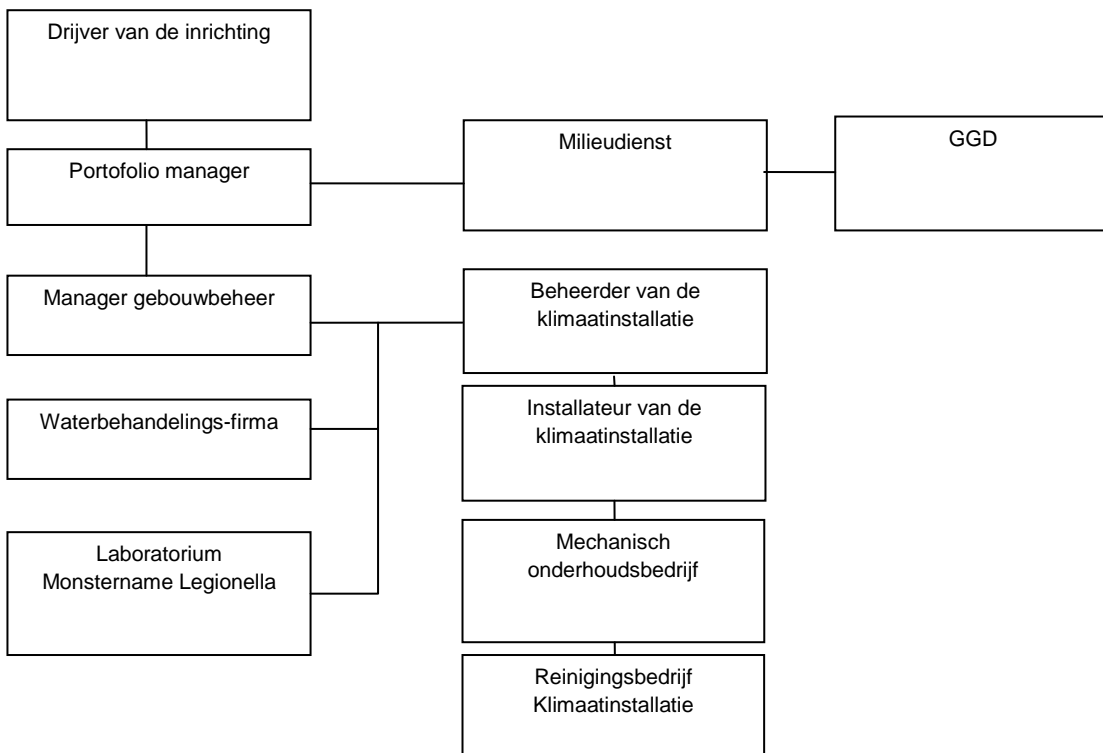 Drijver van de inrichting
Portofolio manager
Milieudienst
GGD
Manager gebouwbeheer
Beheerder van de
klimaatinstallatie
Waterbehandelings-firma
Installateur van de
klimaatinstallatie
Laboratorium
Monstername Legionella
Mechanisch
onderhoudsbedrijf
Reinigingsbedrijf
Klimaatinstallatie